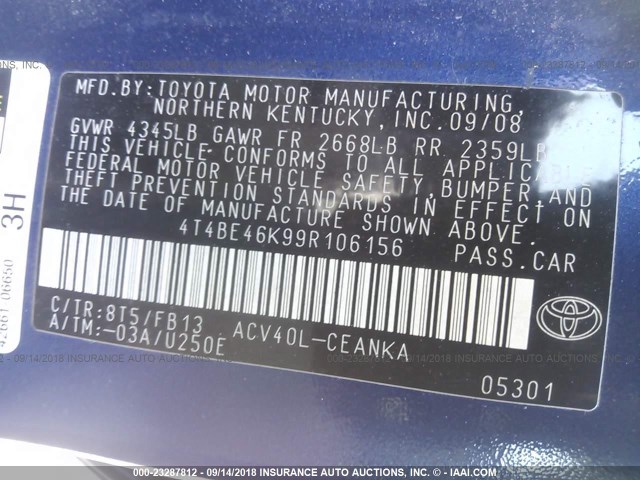 MFD.BY:TOYOTA MOTOR MANUFACTURING,
NORTHERN KENTUCKY, INC. 09/08
GVWR 4345LB GAWR FR 2668LB RR 2359LB
THIS VEHICLE CONFORMS TO ALL APPLICABLE
FEDERAL MOTOR VEHICLE SAFETY, BUMPER, AND
THEFT PREVENTION STANDARDS IN EFFECT ON
THE DATE OF MANUFACTURE SHOWN ABOVE.
4T4BE46K99R106156 PASS.CAR
C/TR:8T5/FB13 ACV40L-CEANKA
A/TM:-03A/U250E
05301
3H
42661 06650
000-23287812 - 09/14/2018 INSURANCE AUTO AUCTIONS, INC. (C) - IAAI.COM